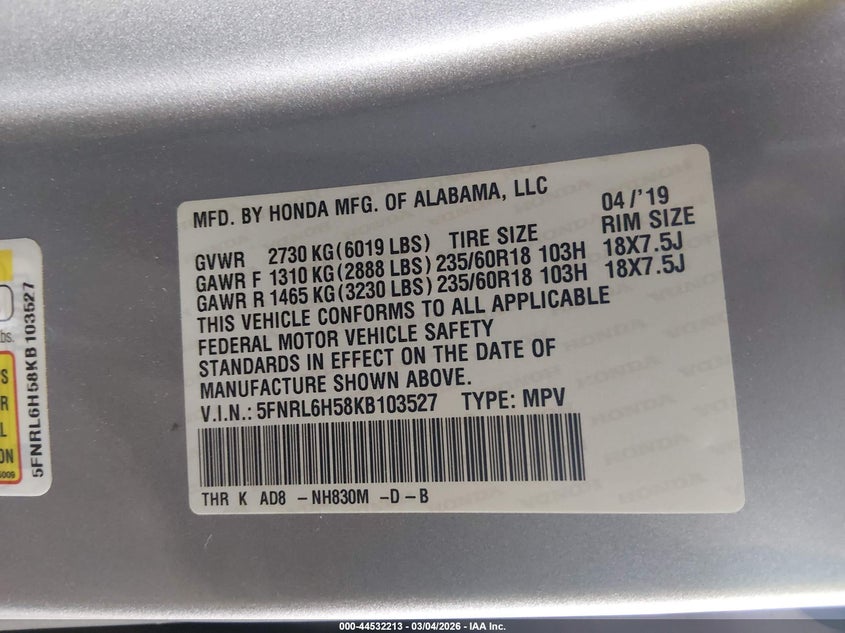 MFD. BY HONDA MFG. OF ALABAMA, LLC 04/'19
GVWR 2730 KG(6019 LBS) TIRE SIZE RIM SIZE
GAWR F 1310 KG(2888 LBS) 235/60R18 103H 18X7.5J
GAWR R 1465 KG(3230 LBS) 235/60R18 103H 18X7.5J
THIS VEHICLE CONFORMS TO ALL APPLICABLE
FEDERAL MOTOR VEHICLE SAFETY
STANDARDS IN EFFECT ON THE DATE OF
MANUFACTURE SHOWN ABOVE.
V.I.N.: 5FNRL6H58KB103527 TYPE: MPV
THR K AD8 -NH830M -D-B
5FNRL6H58KB103527
000-44532213 - 03/04/2026 - IAA Inc.